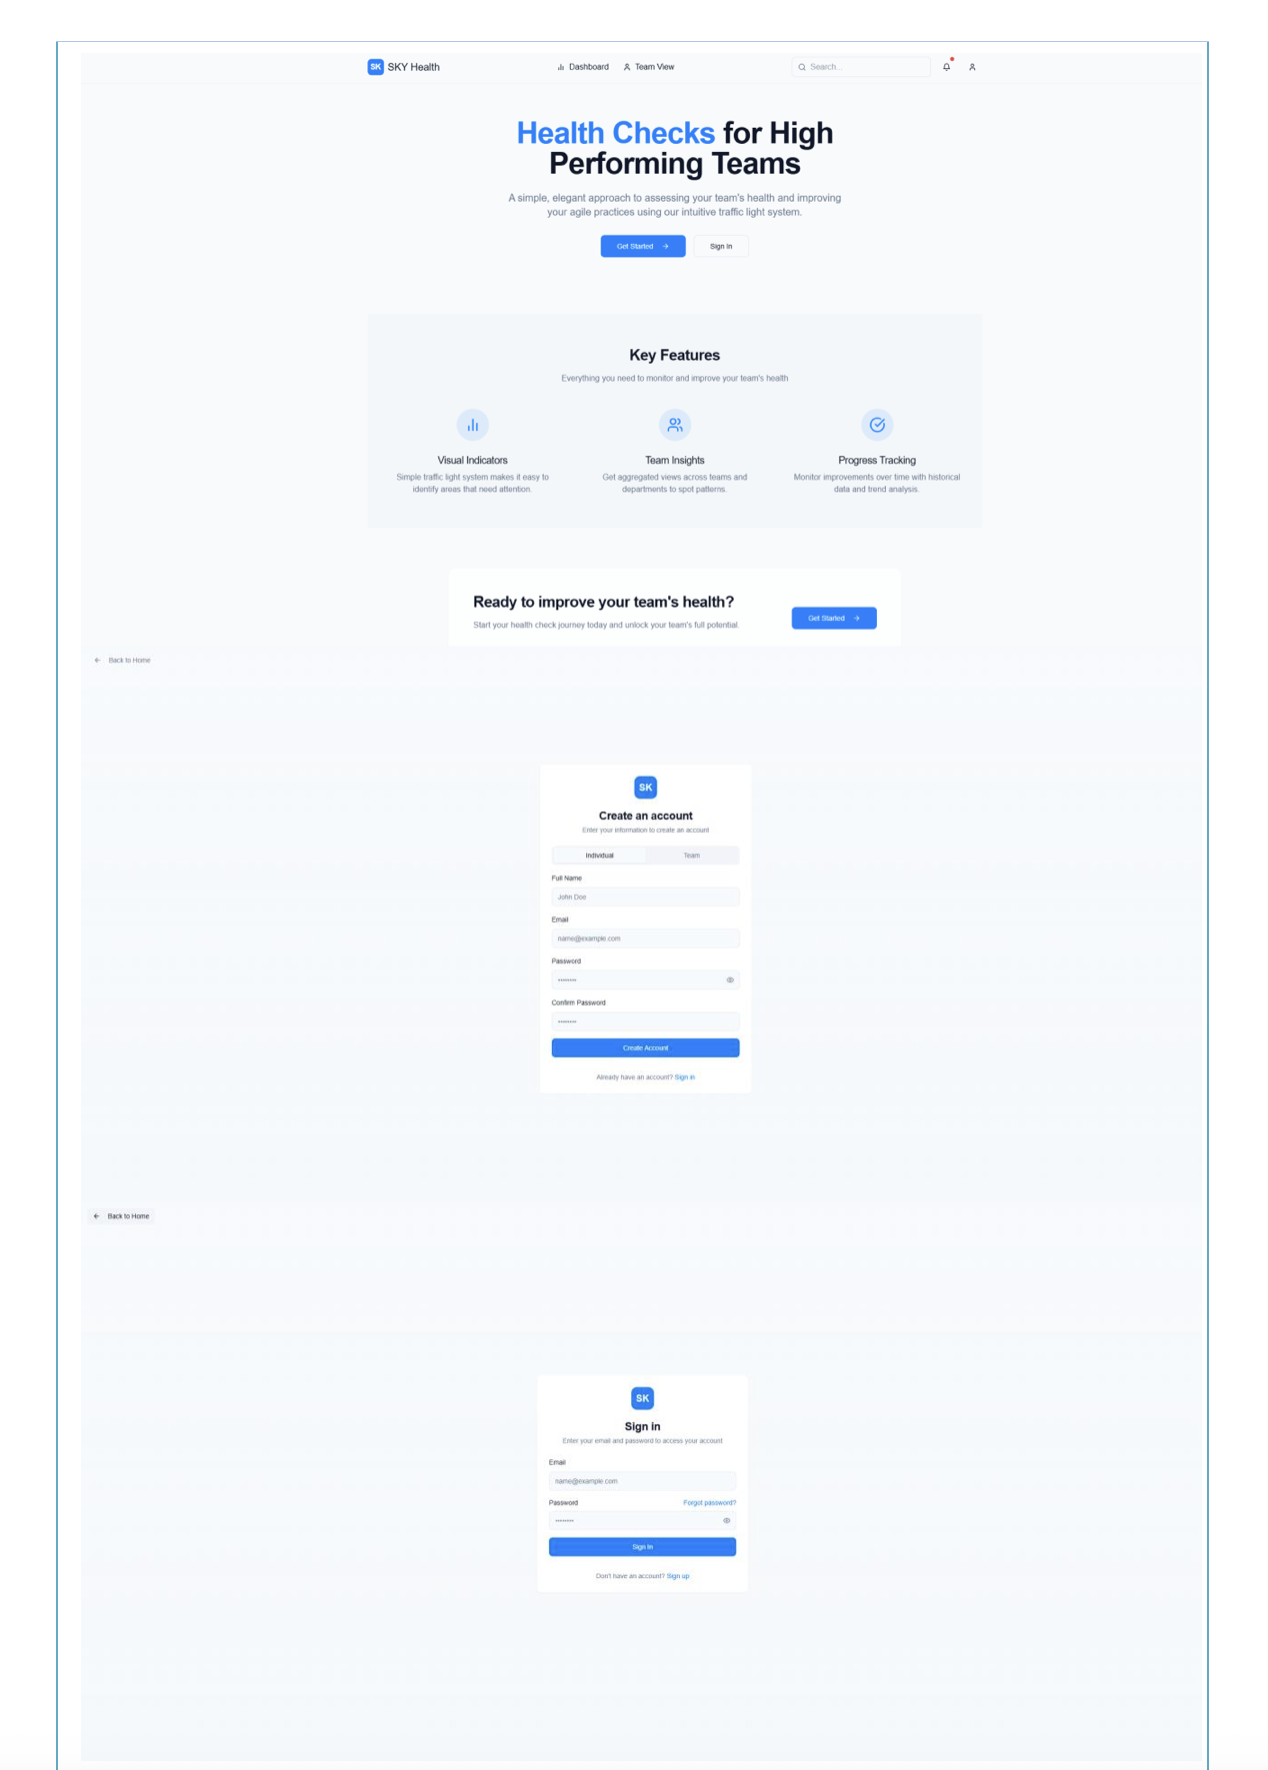 SK SKY Health
Dashboard
Team View
Search...
Health Checks for High
Performing Teams
A simple, elegant approach to assessing your team's health and improving
your agile practices using our intuitive traffic light system.
Get Started →
Sign In
Key Features
Everything you need to monitor and improve your team's health
Visual Indicators
Simple traffic light system makes it easy to
identify areas that need attention.
Team Insights
Get aggregated views across teams and
departments to spot patterns.
Progress Tracking
Monitor improvements over time with historical
data and trend analysis.
Ready to improve your team's health?
Start your health check journey today and unlock your team's full potential.
Get Started →
← Back to Home
SK
Create an account
Enter your information to create an account
Individual
Team
Full Name
John Doe
Email
name@example.com
Password
••••••••
Confirm Password
••••••••
Create Account
Already have an account? Sign in
← Back to Home
SK
Sign in
Enter your email and password to access your account
Email
name@example.com
Password
Forgot password?
••••••••
Sign In
Don't have an account? Sign up